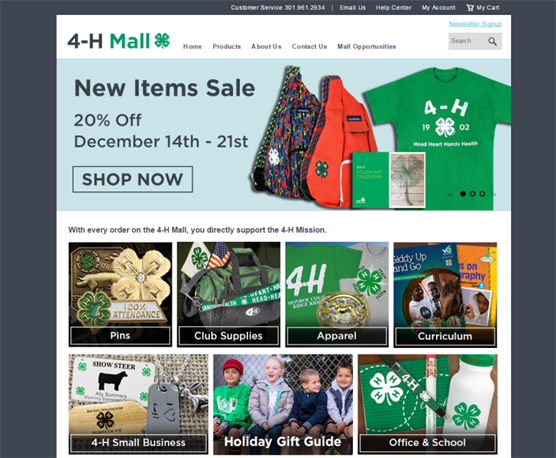 Customer Service 301.961.2934 | Email Us Help Center My Account My Cart
Newsletter Signup
4-H Mall
Home Products About Us Contact Us Mall Opportunities
Search
New Items Sale
20% Off
December 14th - 21st
SHOP NOW
4-H
19 02
Head Heart Hands Health
2017
YOUTH ART
CALENDAR
With every order on the 4-H Mall, you directly support the 4-H Mission.
100%
ATTENDANCE
Pins
Club Supplies
4-H
Apparel
Giddy Up
and Go
on
Curriculum
SHOW STEER
Ally Howard
4-H Small Business
Holiday Gift Guide
Office & School